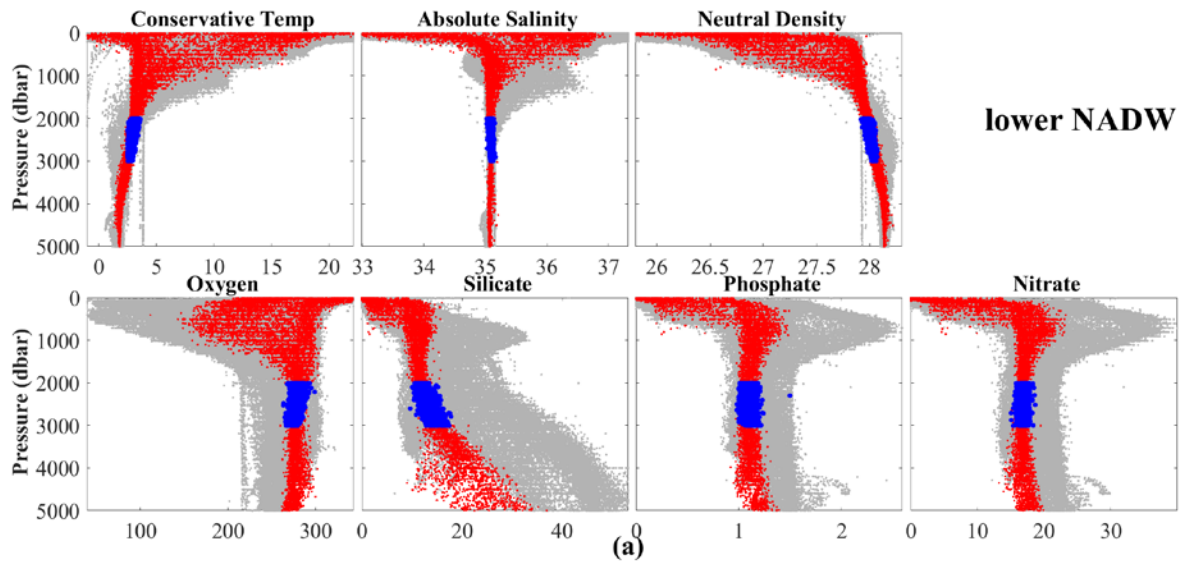 Conservative Temp
Absolute Salinity
Neutral Density
0
1000
2000
3000
4000
5000
Pressure (dbar)
0 5 10 15 20
33 34 35 36 37
26 26.5 27 27.5 28
lower NADW
Oxygen
Silicate
Phosphate
Nitrate
0
1000
2000
3000
4000
5000
Pressure (dbar)
100 200 300
0 20 40
0 1 2
0 10 20 30
(a)